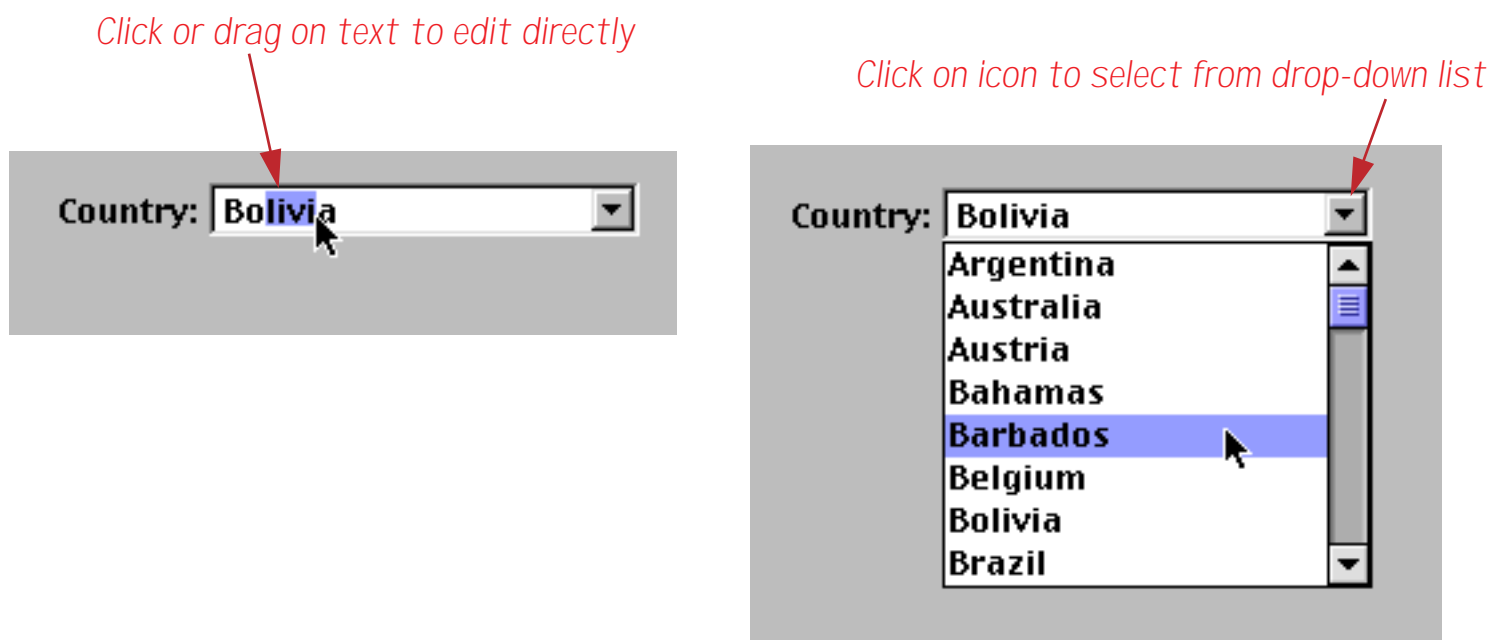 Click or drag on text to edit directly
Country: Bolivia
Click on icon to select from drop-down list
Country: Bolivia
Argentina
Australia
Austria
Bahamas
Barbados
Belgium
Bolivia
Brazil